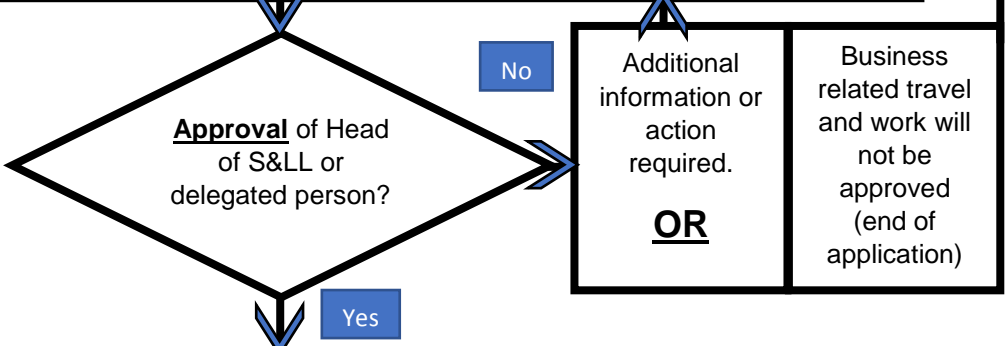 Approval of Head
of S&LL or
delegated person?
No
Additional
information or
action
required.
OR
Business
related travel
and work will
not be
approved
(end of
application)
Yes